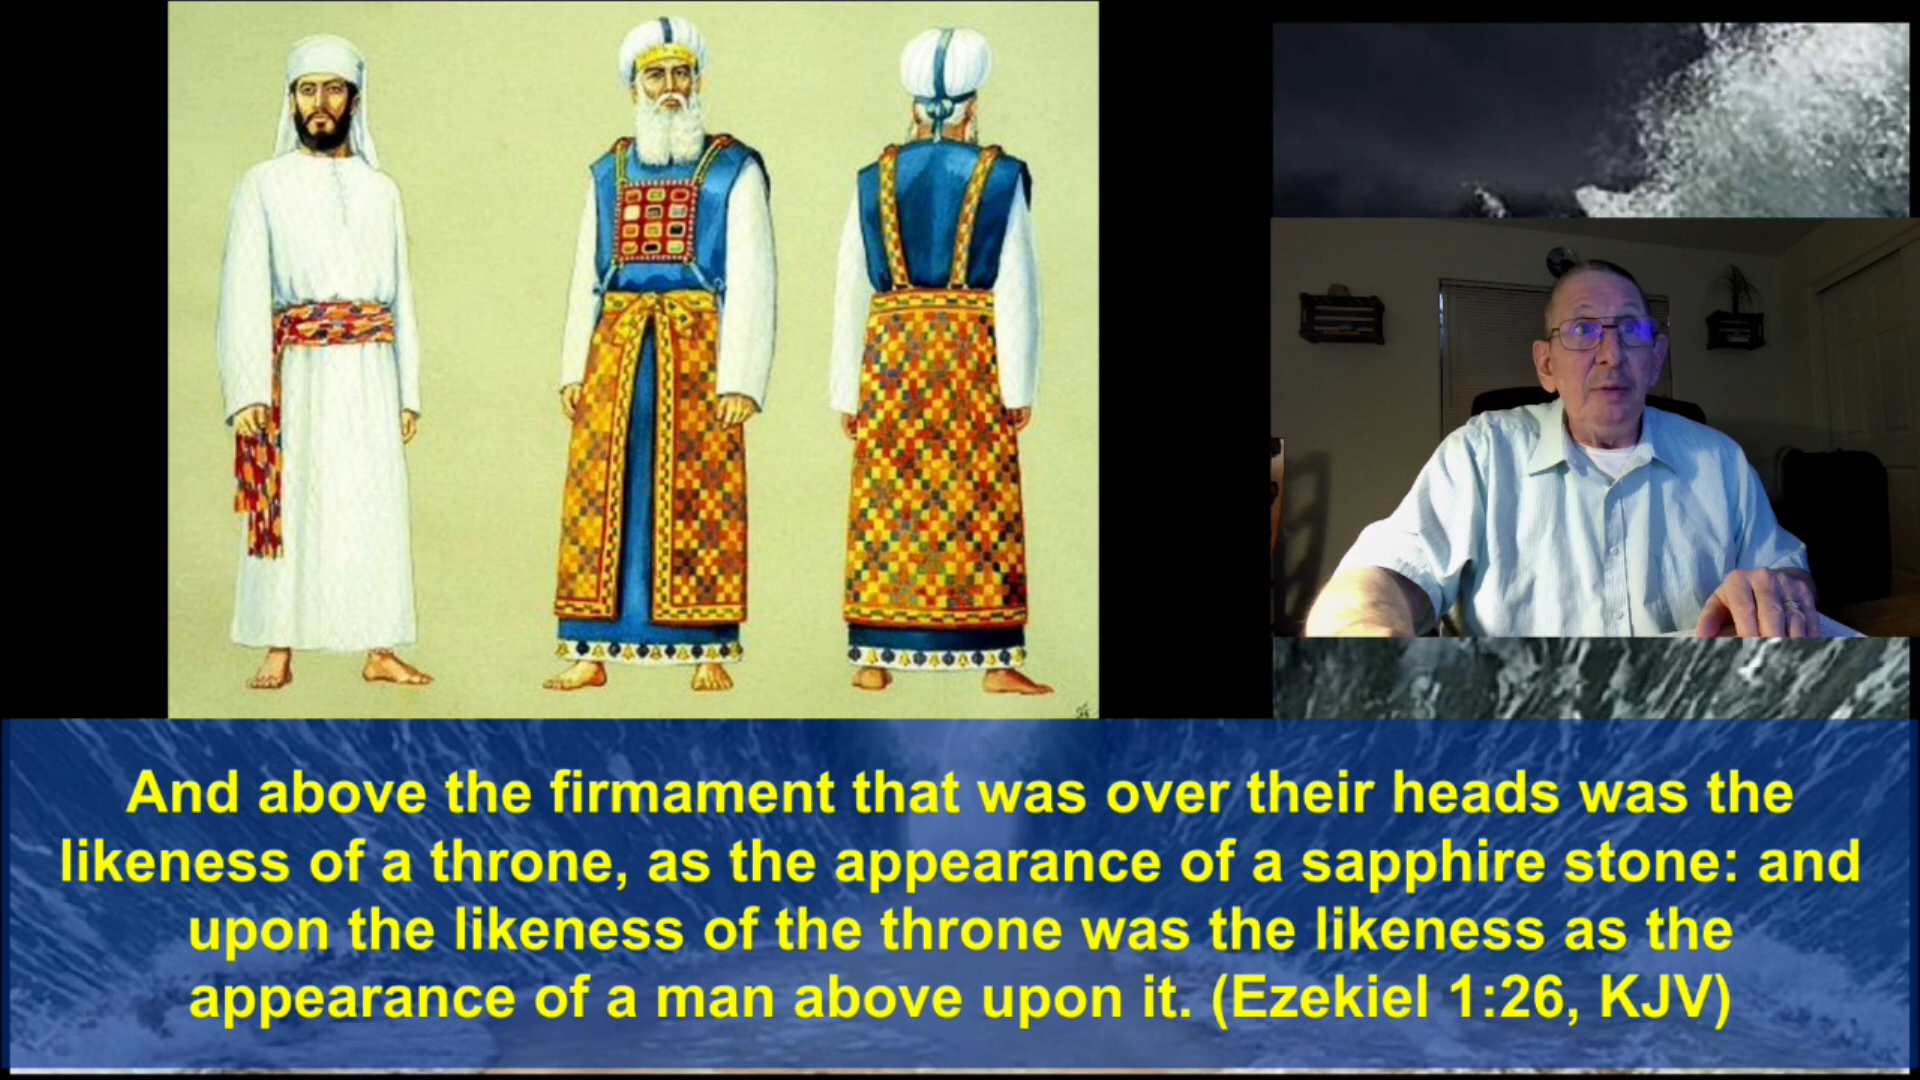 And above the firmament that was over their heads was the
likeness of a throne, as the appearance of a sapphire stone: and
upon the likeness of the throne was the likeness as the
appearance of a man above upon it. (Ezekiel 1:26, KJV)